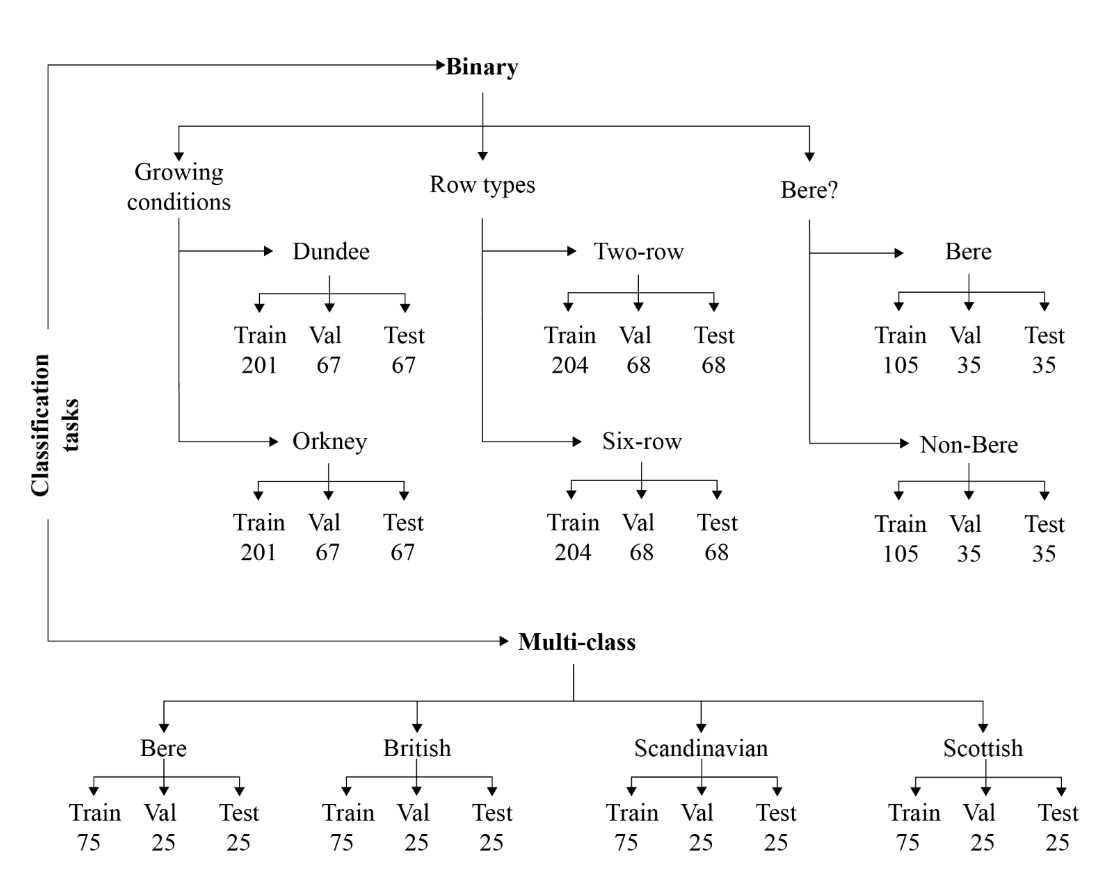 Binary
Growing
conditions
Row types
Bere?
Dundee
Train Val Test
201 67 67
Orkney
Train Val Test
201 67 67
Two-row
Train Val Test
204 68 68
Six-row
Train Val Test
204 68 68
Bere
Train Val Test
105 35 35
Non-Bere
Train Val Test
105 35 35
Classification
tasks
Multi-class
Bere
Train Val Test
75 25 25
British
Train Val Test
75 25 25
Scandinavian
Train Val Test
75 25 25
Scottish
Train Val Test
75 25 25